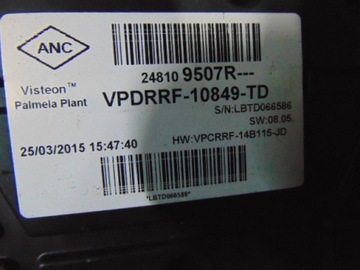 ANC
24810 9507R---
Visteon™
Palmela Plant
VPDRRF-10849-TD
S/N:LBTD066586
SW:08.05.
HW:VPCRRF-14B115-JD
25/03/2015 15:47:40
*LBTD066586*